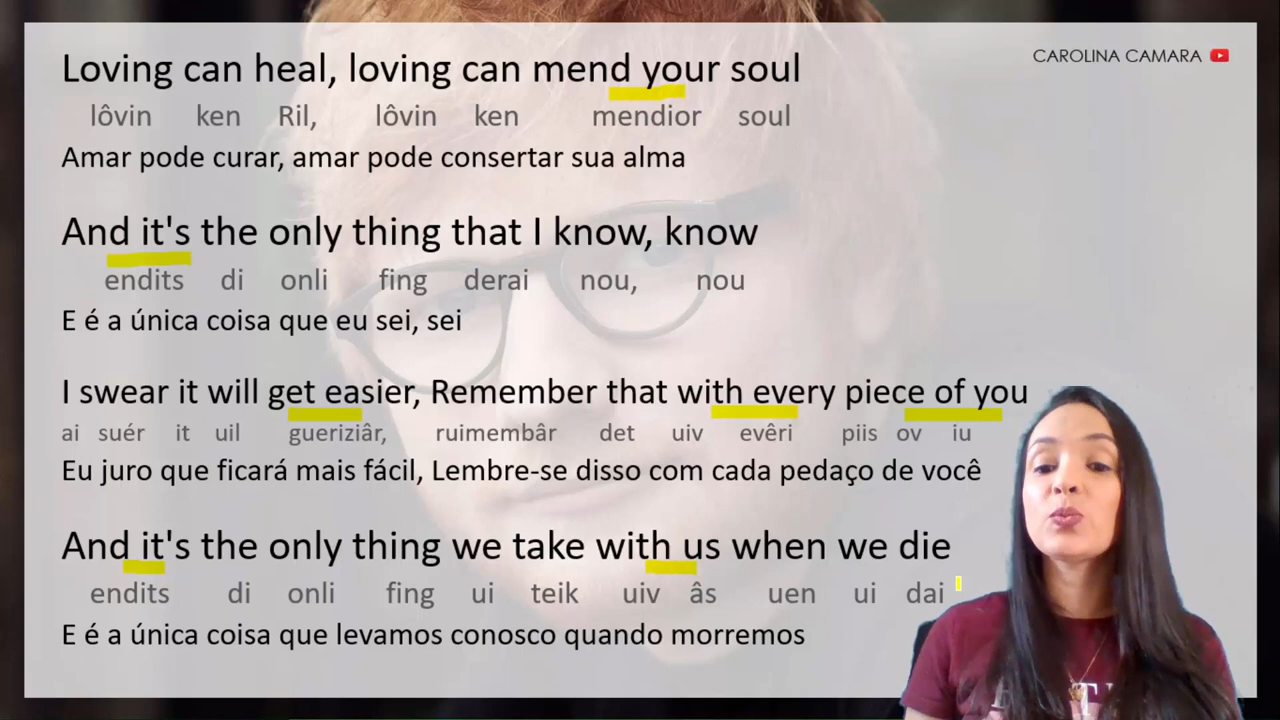 CAROLINA CAMARA
Loving can heal, loving can mend your soul
lôvin ken Ril, lôvin ken mendior soul
Amar pode curar, amar pode consertar sua alma
And it's the only thing that I know, know
endits di onli fing derai nou, nou
E é a única coisa que eu sei, sei
I swear it will get easier, Remember that with every piece of you
ai suér it uil gueriziâr, ruimembâr det uiv evêri piis ov iu
Eu juro que ficará mais fácil, Lembre-se disso com cada pedaço de você
And it's the only thing we take with us when we die
endits di onli fing ui teik uiv âs uen ui dai
E é a única coisa que levamos conosco quando morremos